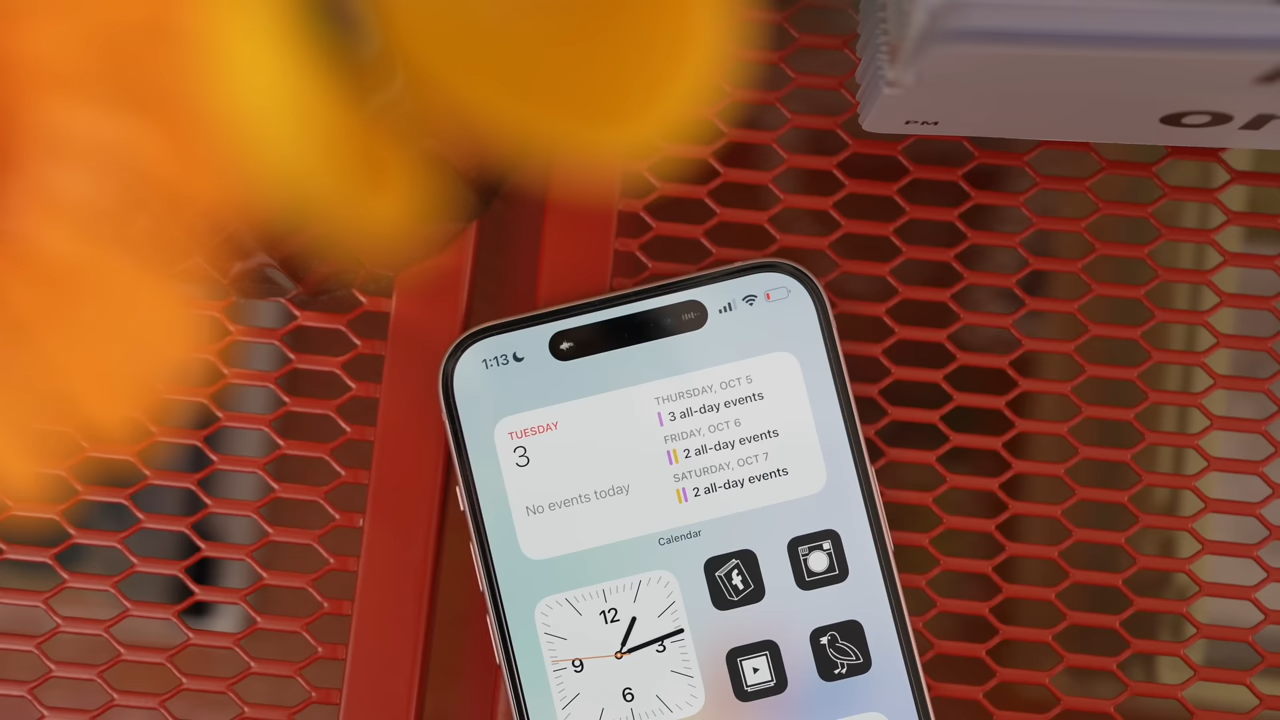 PM
or
1:13
TUESDAY
3
No events today
THURSDAY, OCT 5
3 all-day events
FRIDAY, OCT 6
2 all-day events
SATURDAY, OCT 7
2 all-day events
Calendar
f
12
3
9
6